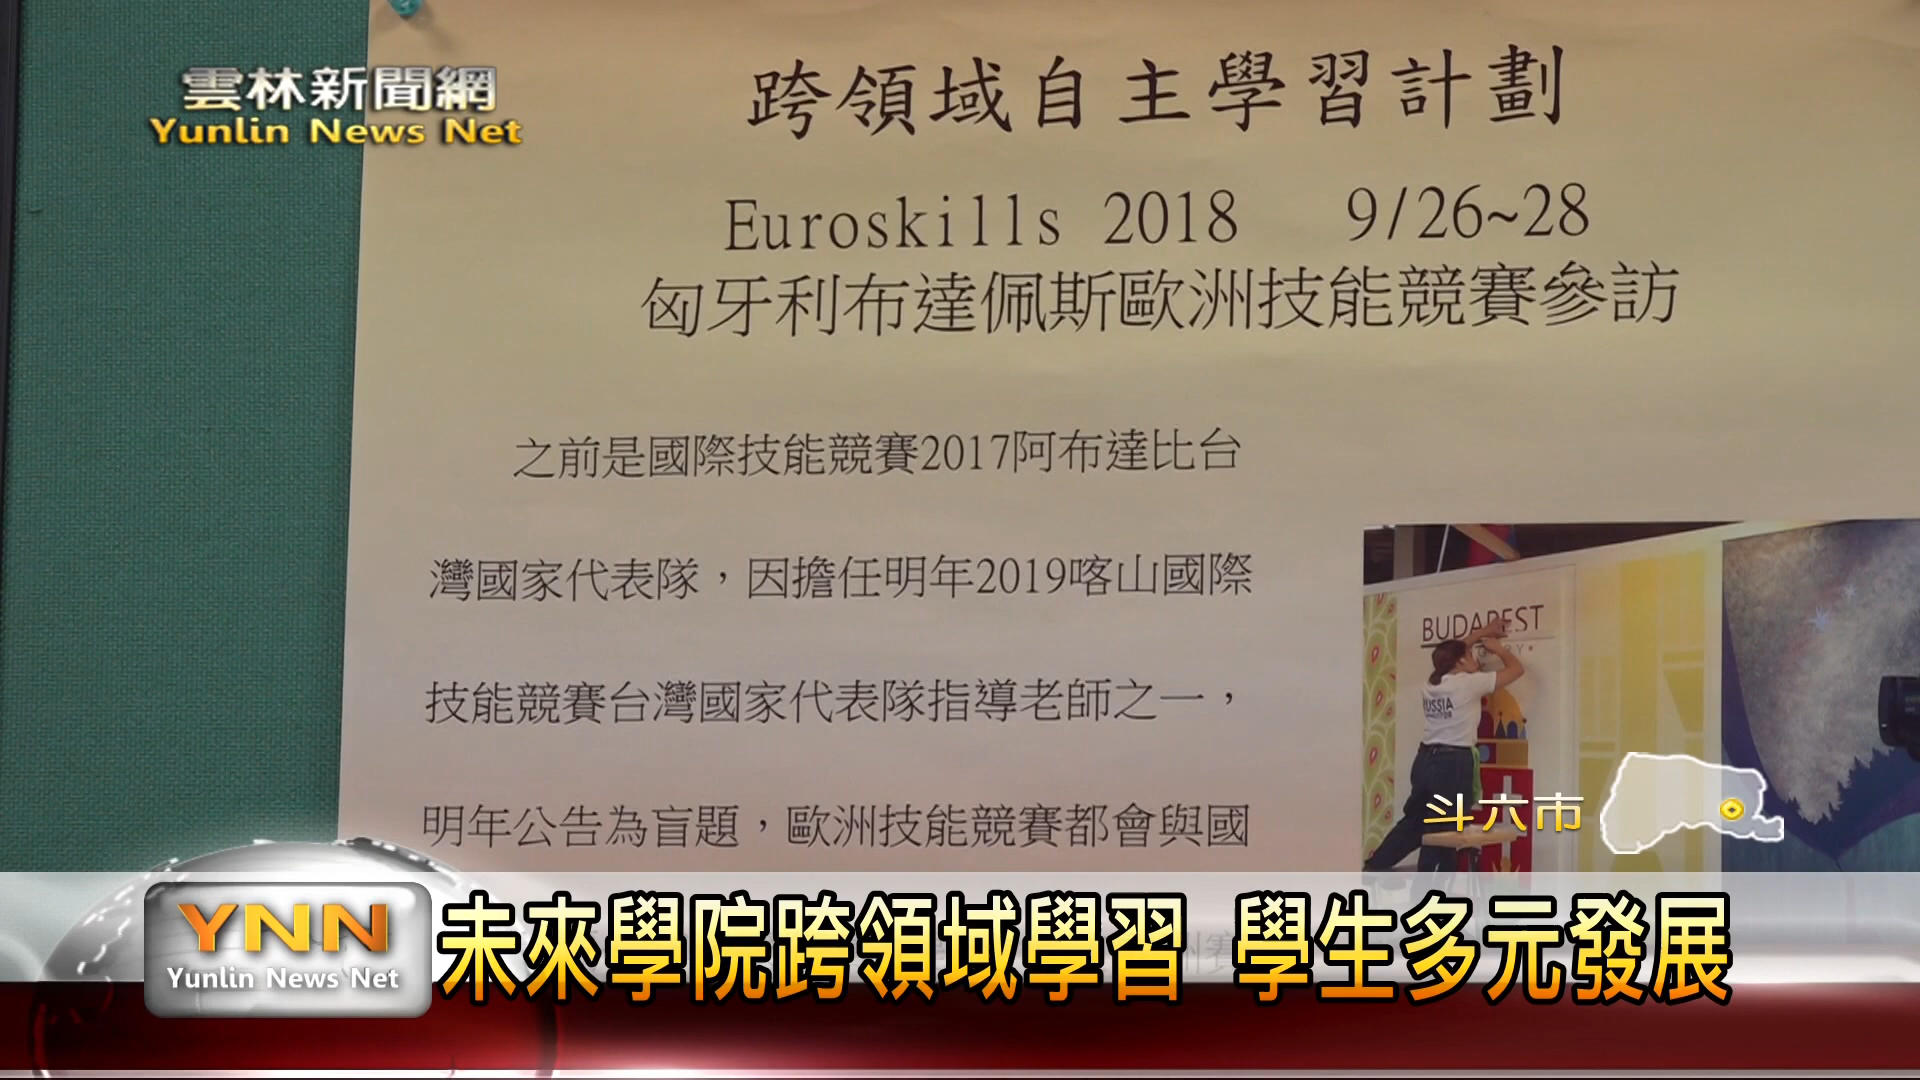 雲林新聞網
Yunlin News Net
跨領域自主學習計劃
Euroskills 2018 9/26~28
匈牙利布達佩斯歐洲技能競賽參訪
之前是國際技能競賽2017阿布達比台
灣國家代表隊，因擔任明年2019喀山國際
技能競賽台灣國家代表隊指導老師之一，
明年公告為盲題，歐洲技能競賽都會與國
BUDAPEST
RUSSIA
斗六市
YNN
Yunlin News Net
未來學院跨領域學習 學生多元發展